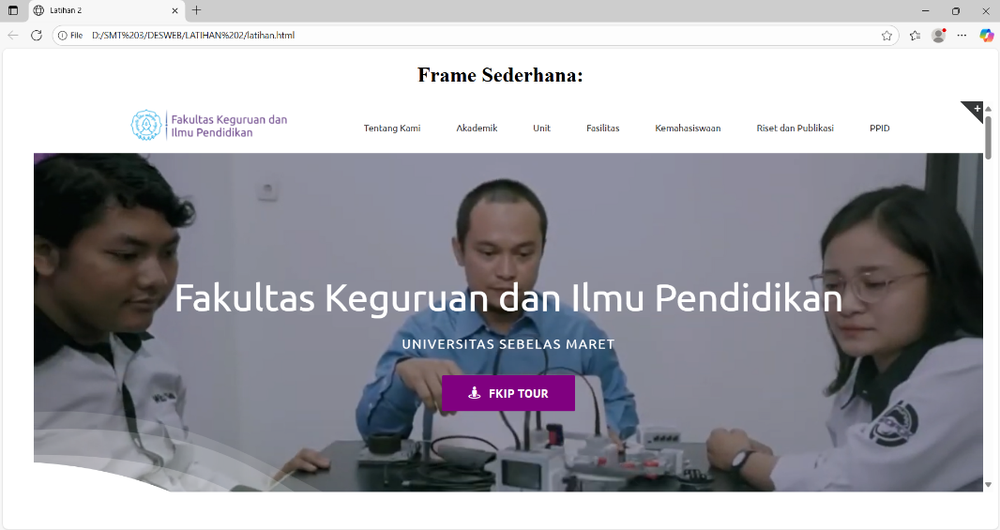 Latihan 2
File D:/SMT%203/DESWEB/LATIHAN%202/latihan.html
Frame Sederhana:
Fakultas Keguruan dan
Ilmu Pendidikan
Tentang Kami Akademik Unit Fasilitas Kemahasiswaan Riset dan Publikasi PPID
Fakultas Keguruan dan Ilmu Pendidikan
UNIVERSITAS SEBELAS MARET
FKIP TOUR